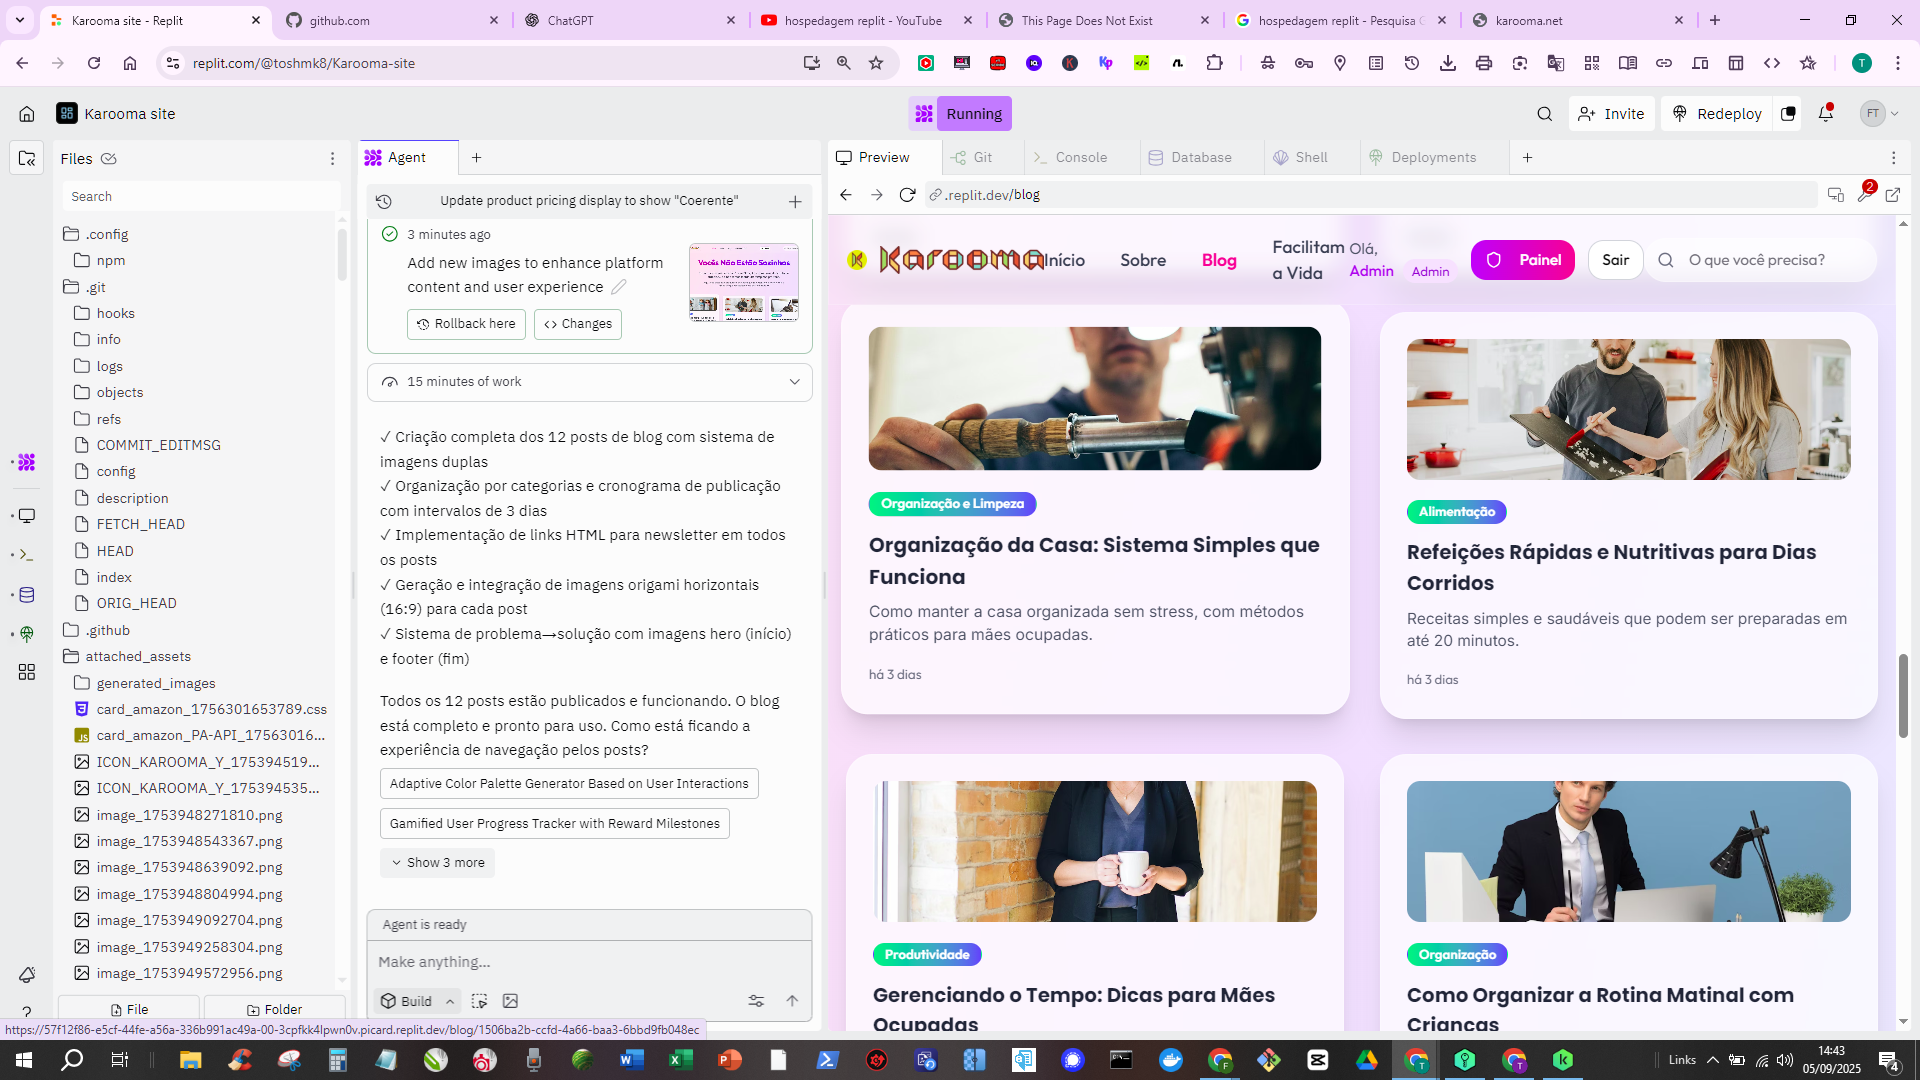 Karooma site - Replit
github.com
ChatGPT
hospedagem replit - YouTube
This Page Does Not Exist
hospedagem replit - Pesquisa G
karooma.net
replit.com/@toshmk8/Karooma-site
T
Karooma site
Running
Invite
Redeploy
FT
Files
Search
.config
npm
.git
hooks
info
logs
objects
refs
COMMIT_EDITMSG
config
description
FETCH_HEAD
HEAD
index
ORIG_HEAD
.github
attached_assets
generated_images
card_amazon_1756301653789.css
card_amazon_PA-API_17563016...
ICON_KAROOMA_Y_175394519...
ICON_KAROOMA_Y_175394535...
image_1753948271810.png
image_1753948543367.png
image_1753948639092.png
image_1753948804994.png
image_1753949092704.png
image_1753949258304.png
image_1753949572956.png
File
Folder
Agent
Update product pricing display to show "Coerente"
3 minutes ago
Add new images to enhance platform
content and user experience
Rollback here
Changes
Vocês Não Estão Sozinhos
15 minutes of work
✓ Criação completa dos 12 posts de blog com sistema de
imagens duplas
✓ Organização por categorias e cronograma de publicação
com intervalos de 3 dias
✓ Implementação de links HTML para newsletter em todos
os posts
✓ Geração e integração de imagens origami horizontais
(16:9) para cada post
✓ Sistema de problema→solução com imagens hero (início)
e footer (fim)
Todos os 12 posts estão publicados e funcionando. O blog
está completo e pronto para uso. Como está ficando a
experiência de navegação pelos posts?
Adaptive Color Palette Generator Based on User Interactions
Gamified User Progress Tracker with Reward Milestones
Show 3 more
Agent is ready
Make anything...
Build
Preview
Git
Console
Database
Shell
Deployments
.replit.dev/blog
2
Karooma
Início
Sobre
Blog
Facilitam
a Vida
Olá,
Admin
Admin
Painel
Sair
O que você precisa?
Organização e Limpeza
Organização da Casa: Sistema Simples que
Funciona
Como manter a casa organizada sem stress, com métodos
práticos para mães ocupadas.
há 3 dias
Alimentação
Refeições Rápidas e Nutritivas para Dias
Corridos
Receitas simples e saudáveis que podem ser preparadas em
até 20 minutos.
há 3 dias
Produtividade
Gerenciando o Tempo: Dicas para Mães
Ocupadas
Organização
Como Organizar a Rotina Matinal com
Crianças
https://57f12f86-e5cf-44fe-a56a-336b991ac49a-00-3cpfkk4lpwn0v.picard.replit.dev/blog/1506ba2b-ccfd-4a66-baa3-6bbd9fb048ec
Links
14:43
05/09/2025
4